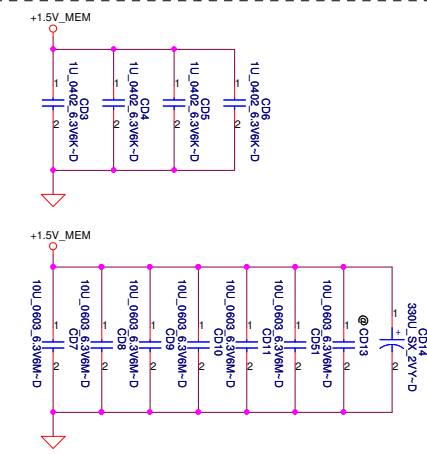 +1.5V_MEM
1
2
CD3
1U_0402_6.3V6K~D
1
2
CD4
1U_0402_6.3V6K~D
1
2
CD5
1U_0402_6.3V6K~D
1
2
CD6
1U_0402_6.3V6K~D
+1.5V_MEM
10U_0603_6.3V6M~D
1
2
CD7
10U_0603_6.3V6M~D
1
2
CD8
10U_0603_6.3V6M~D
1
2
CD9
10U_0603_6.3V6M~D
1
2
CD10
10U_0603_6.3V6M~D
1
2
CD11
10U_0603_6.3V6M~D
1
2
CD51
10U_0603_6.3V6M~D
1
2
@ CD13
1
+
2
CD14
330U_SX_2VY~D